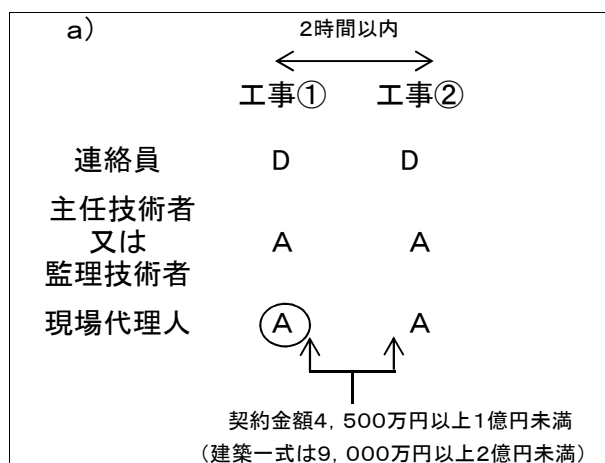 a）
2時間以内
工事① 工事②
連絡員 D D
主任技術者
又は A A
監理技術者
現場代理人 A A
契約金額4，500万円以上1億円未満
（建築一式は9，000万円以上2億円未満）